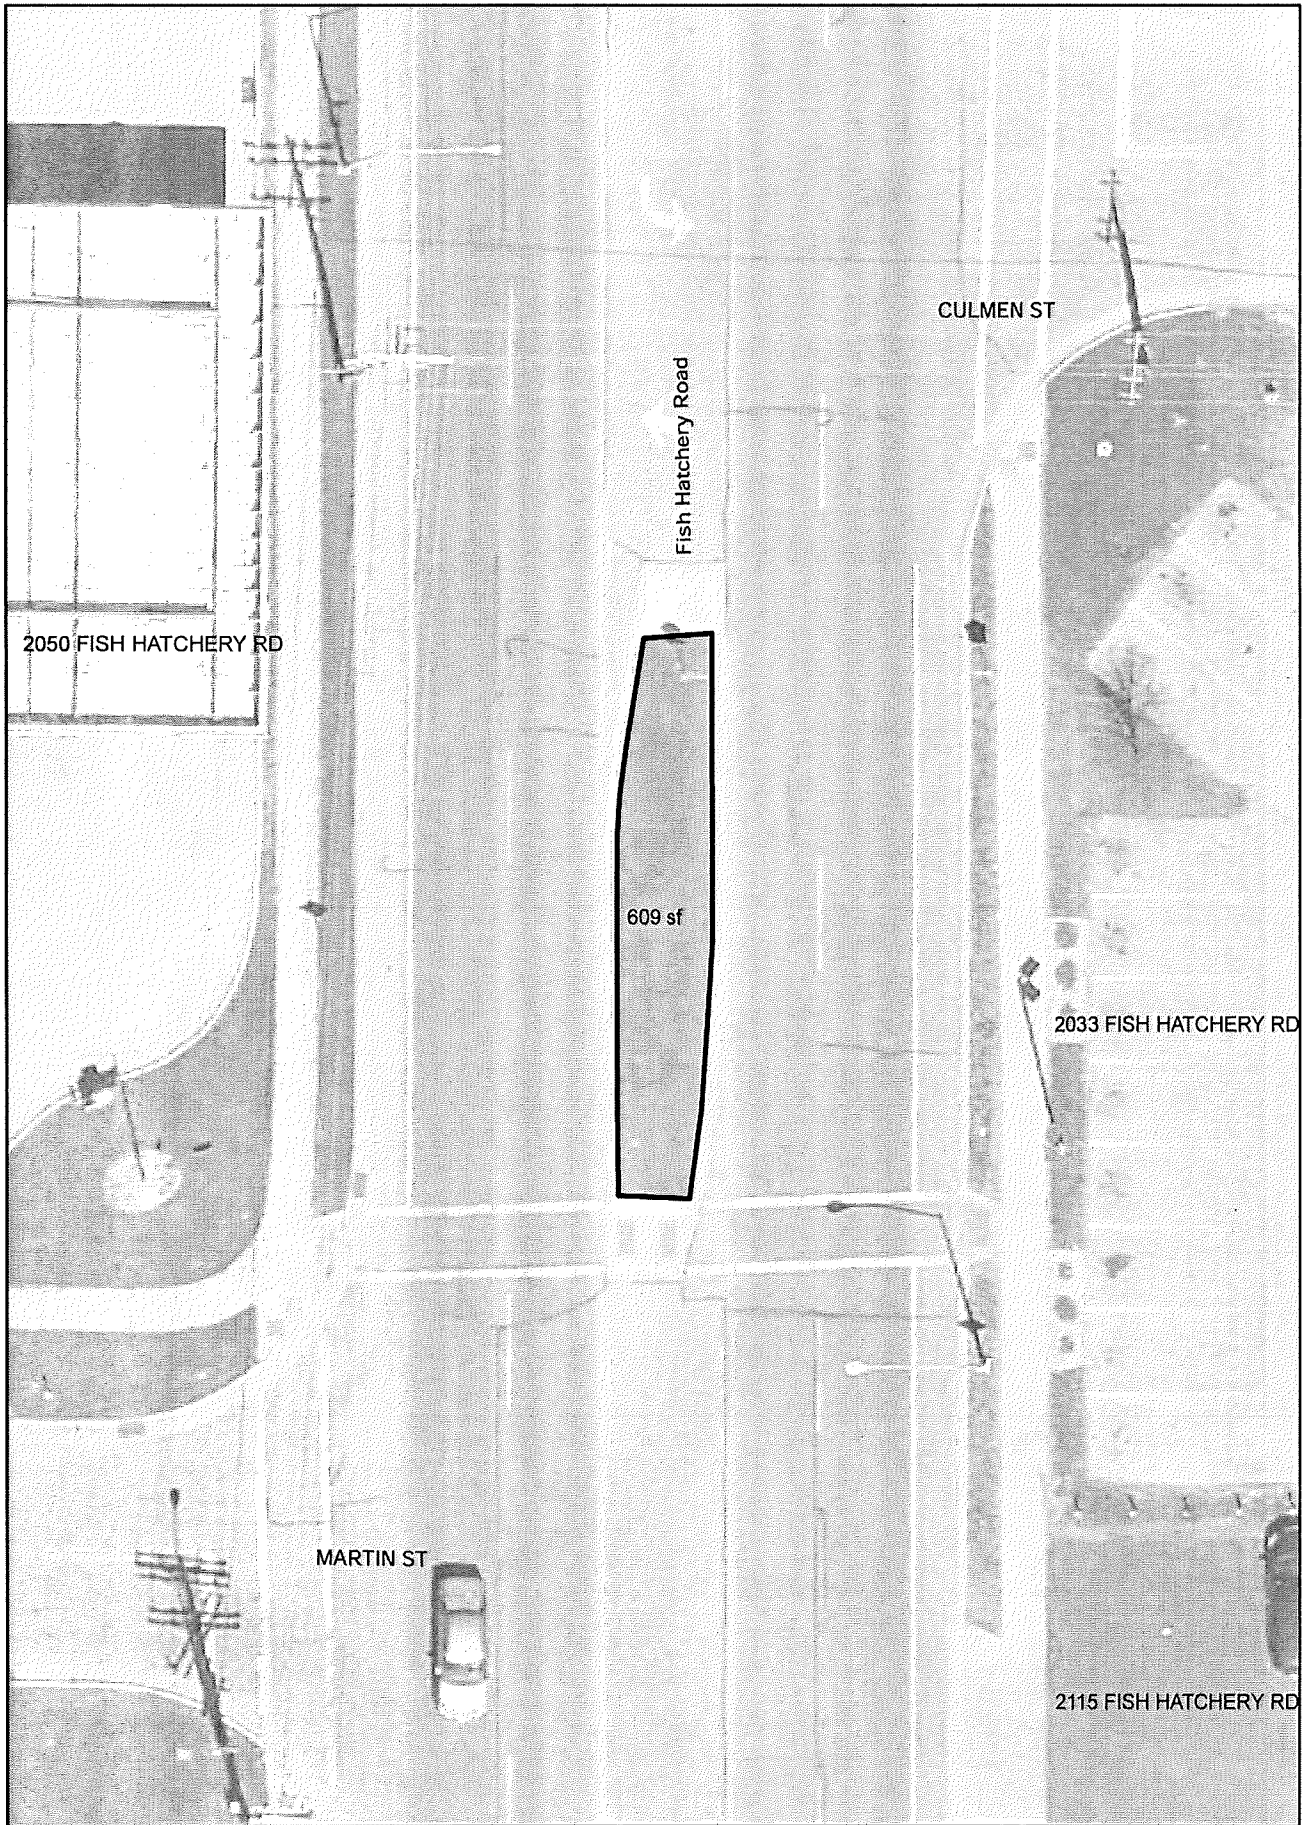 CULMEN ST
Fish Hatchery Road
2050 FISH HATCHERY RD
609 sf
2033 FISH HATCHERY RD
MARTIN ST
2115 FISH HATCHERY RD